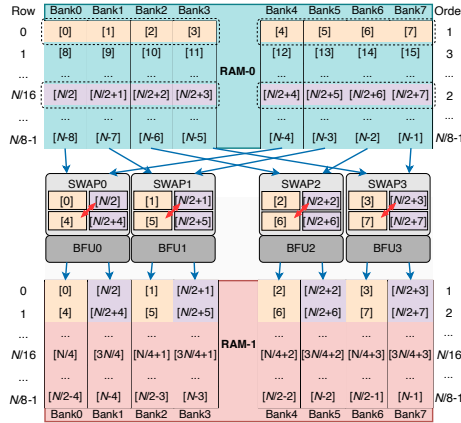 Row Bank0 Bank1 Bank2 Bank3 Bank4 Bank5 Bank6 Bank7 Orde
0 [0] [1] [2] [3] [4] [5] [6] [7] 1
1 [8] [9] [10] [11] [12] [13] [14] [15] 3
... ... ... ... RAM-0 ... ... ... ...
N/16 [N/2] [N/2+1] [N/2+2] [N/2+3] [N/2+4] [N/2+5] [N/2+6] [N/2+7] 2
... ... ... ... ... ... ... ... ... ...
N/8-1 [N-8] [N-7] [N-6] [N-5] [N-4] [N-3] [N-2] [N-1] N/8-1
SWAP0 SWAP1 SWAP2 SWAP3
[0] [N/2] [1] [N/2+1] [2] [N/2+2] [3] [N/2+3]
[4] [N/2+4] [5] [N/2+5] [6] [N/2+6] [7] [N/2+7]
BFU0 BFU1 BFU2 BFU3
0 [0] [N/2] [1] [N/2+1] [2] [N/2+2] [3] [N/2+3] 1
1 [4] [N/2+4] [5] [N/2+5] [6] [N/2+6] [7] [N/2+7] 2
... ... ... ... ... RAM-1 ... ... ... ... ...
N/16 [N/4] [3N/4] [N/4+1] [3N/4+1] [N/4+2] [3N/4+2] [N/4+3] [3N/4+3] N/16
... ... ... ... ... ... ... ... ... ...
N/8-1 [N/2-4] [N-4] [N/2-3] [N-3] [N/2-2] [N-2] [N/2-1] [N-1] N/8-1
Bank0 Bank1 Bank2 Bank3 Bank4 Bank5 Bank6 Bank7